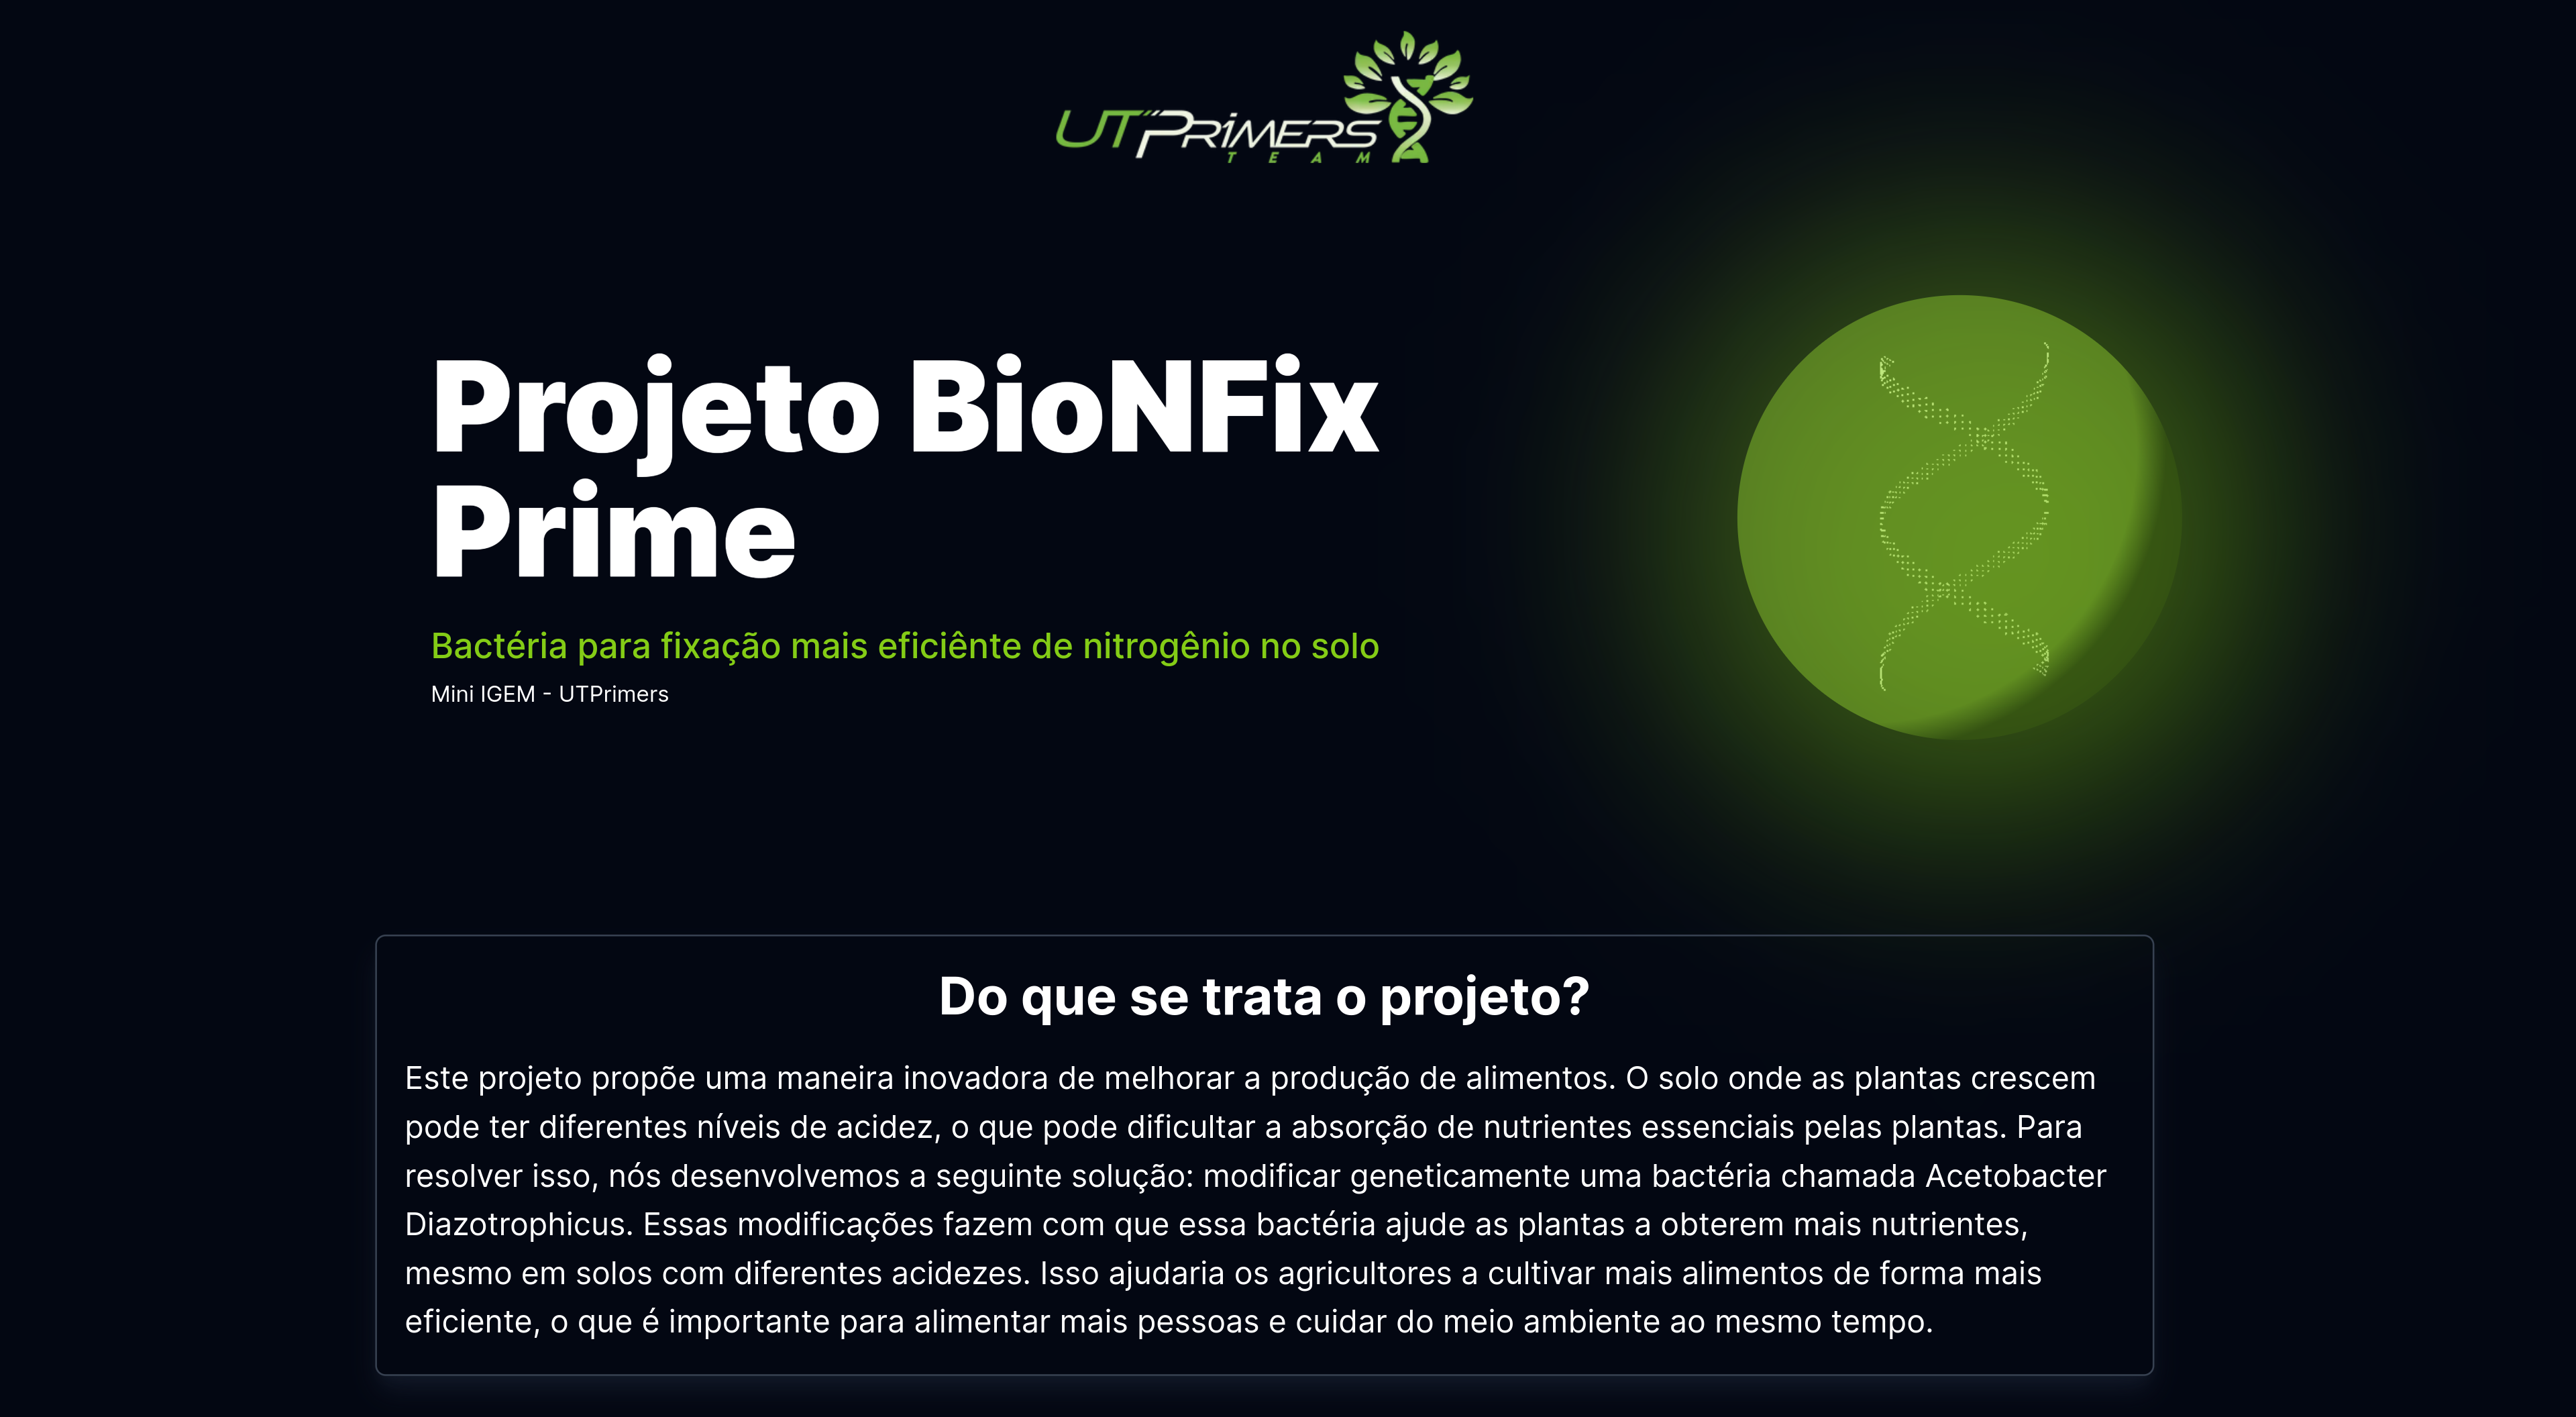 UTPRiMERS
TEAM
Projeto BioNFix
Prime
Bactéria para fixação mais eficiênte de nitrogênio no solo
Mini IGEM - UTPrimers
Do que se trata o projeto?
Este projeto propõe uma maneira inovadora de melhorar a produção de alimentos. O solo onde as plantas crescem
pode ter diferentes níveis de acidez, o que pode dificultar a absorção de nutrientes essenciais pelas plantas. Para
resolver isso, nós desenvolvemos a seguinte solução: modificar geneticamente uma bactéria chamada Acetobacter
Diazotrophicus. Essas modificações fazem com que essa bactéria ajude as plantas a obterem mais nutrientes,
mesmo em solos com diferentes acidezes. Isso ajudaria os agricultores a cultivar mais alimentos de forma mais
eficiente, o que é importante para alimentar mais pessoas e cuidar do meio ambiente ao mesmo tempo.